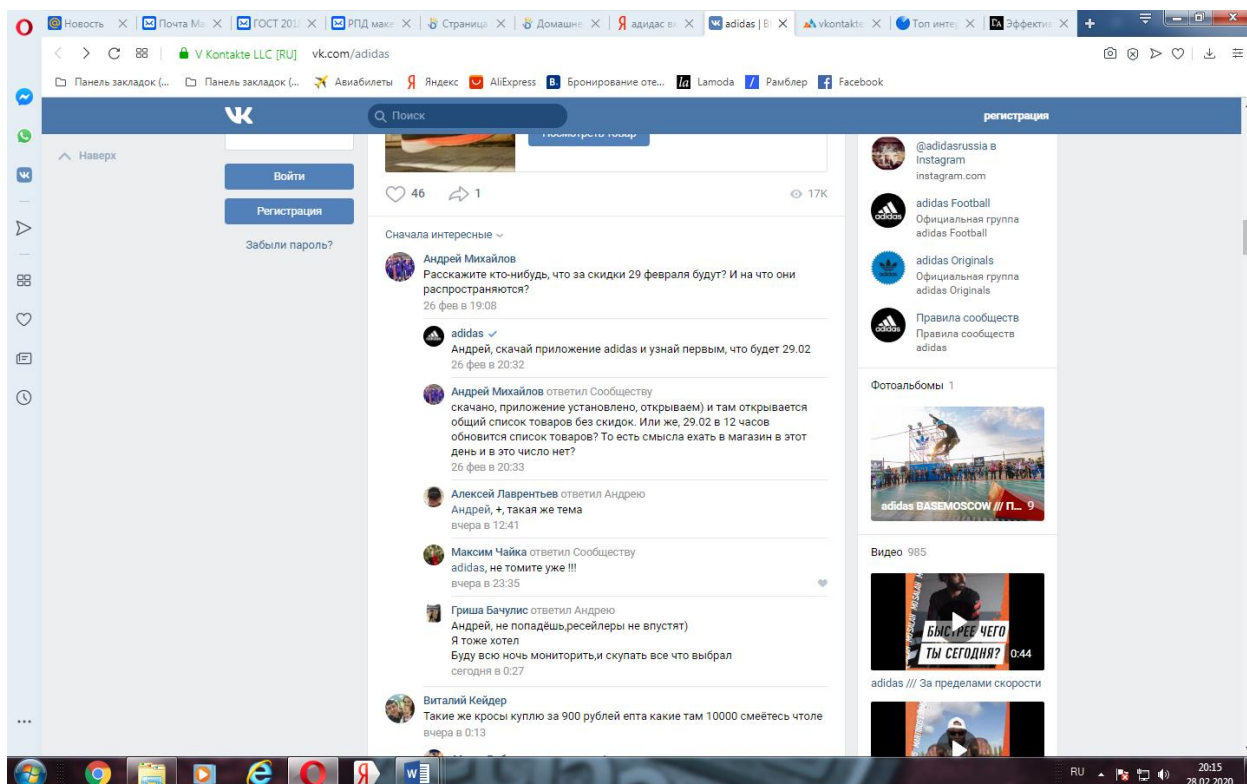 Новость
Почта Ма
ГОСТ 201
РПД маке
Страница
Домашне
адидас вк
adidas | В
vkontakte
Топ интер
Эффектив
V Kontakte LLC [RU] vk.com/adidas
Панель закладок (...
Панель закладок (...
Авиабилеты
Яндекс
AliExpress
Бронирование оте...
Lamoda
Рамблер
Facebook
Поиск
регистрация
Наверх
Войти
Регистрация
Забыли пароль?
Посмотреть товар
46 1 17K
Сначала интересные
Андрей Михайлов
Расскажите кто-нибудь, что за скидки 29 февраля будут? И на что они
распространяются?
26 фев в 19:08
adidas
Андрей, скачай приложение adidas и узнай первым, что будет 29.02
26 фев в 20:32
Андрей Михайлов ответил Сообществу
скачано, приложение установлено, открываем) и там открывается
общий список товаров без скидок. Или же, 29.02 в 12 часов
обновится список товаров? То есть смысла ехать в магазин в этот
день и в это число нет?
26 фев в 20:33
Алексей Лаврентьев ответил Андрею
Андрей, +, такая же тема
вчера в 12:41
Максим Чайка ответил Сообществу
adidas, не томите уже !!!
вчера в 23:35
Гриша Бачулис ответил Андрею
Андрей, не попадёшь,ресейлеры не впустят)
Я тоже хотел
Буду всю ночь мониторить,и скупать все что выбрал
сегодня в 0:27
Виталий Кейдер
Такие же кросы куплю за 900 рублей епта какие там 10000 смеётесь чтоле
вчера в 0:13
@adidasrussia в
Instagram
instagram.com
adidas Football
Официальная группа
adidas Football
adidas Originals
Официальная группа
adidas Originals
Правила сообществ
Правила сообществ
adidas
Фотоальбомы 1
adidas BASEMOSCOW /// П... 9
Видео 985
БЫСТРЕЕ ЧЕГО
ТЫ СЕГОДНЯ?
0:44
adidas /// За пределами скорости
RU
20:15
28.02.2020